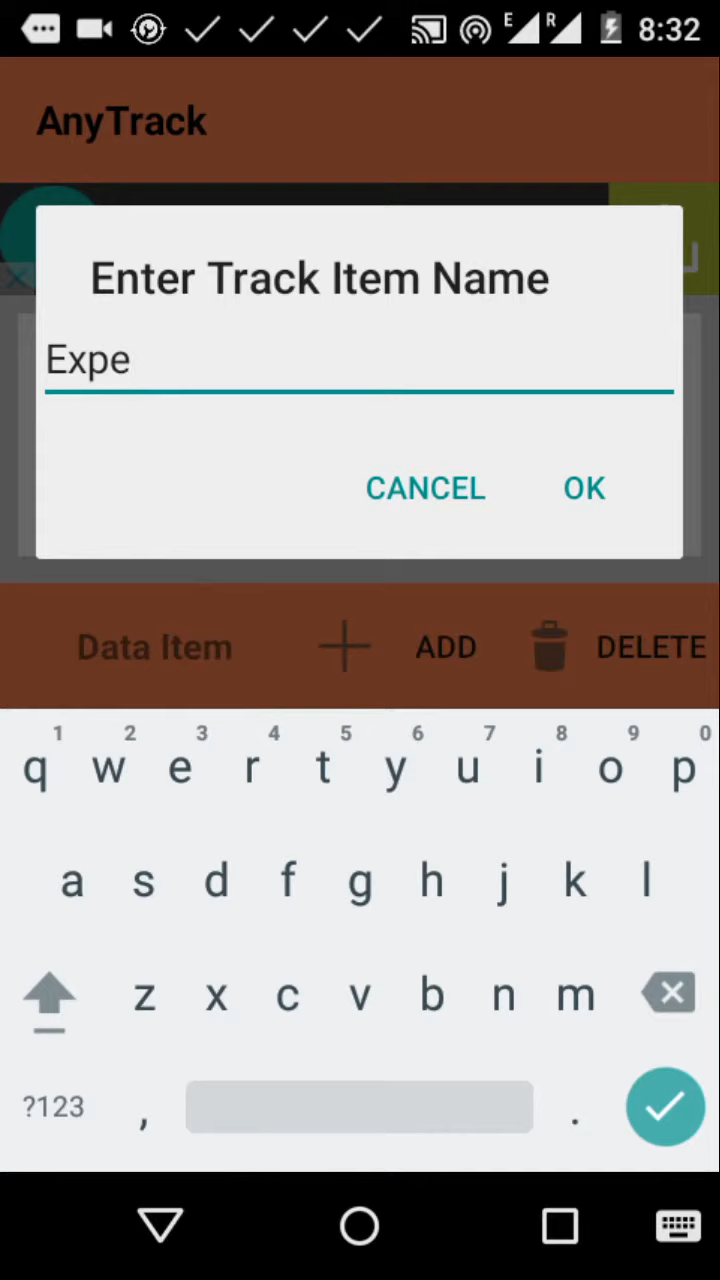 E R 8:32
AnyTrack
Enter Track Item Name
Expe
CANCEL OK
Data Item ADD DELETE
1 2 3 4 5 6 7 8 9 0
q w e r t y u i o p
a s d f g h j k l
z x c v b n m
?123 , .